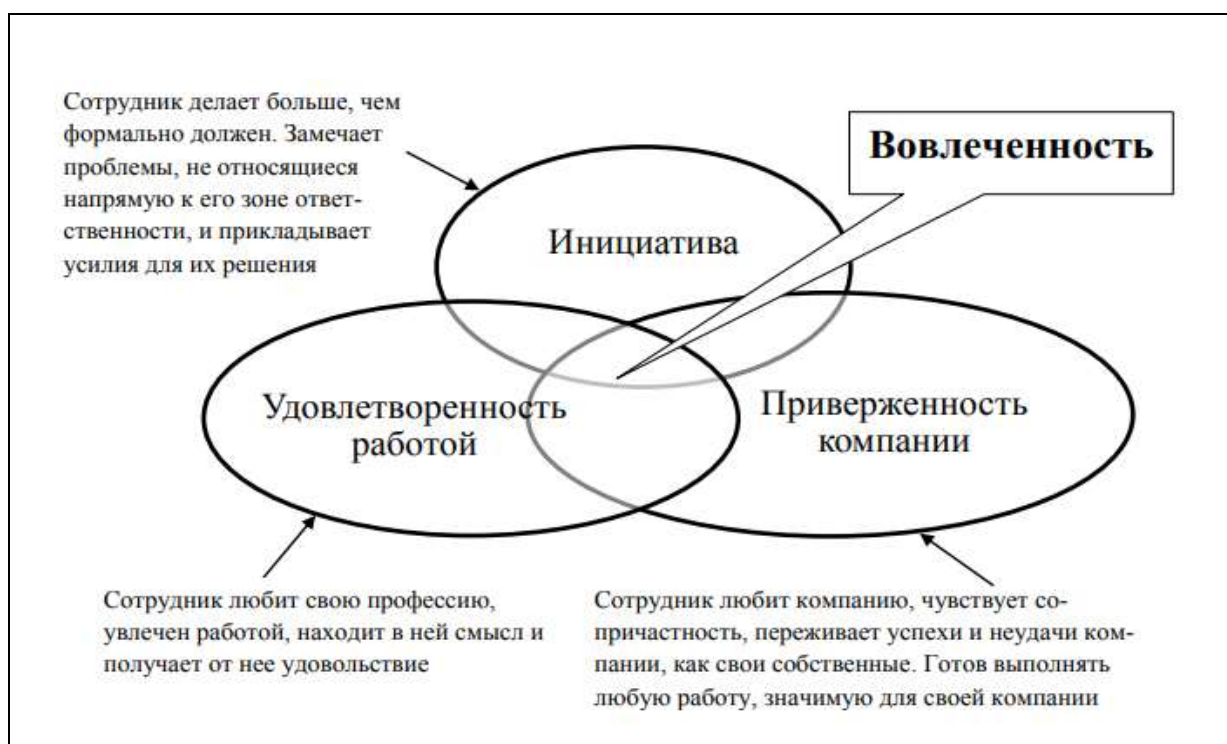 Сотрудник делает больше, чем
формально должен. Замечает
проблемы, не относящиеся
напрямую к его зоне ответ-
ственности, и прикладывает
усилия для их решения
Вовлеченность
Инициатива
Удовлетворенность
работой
Приверженность
компании
Сотрудник любит свою профессию,
увлечен работой, находит в ней смысл и
получает от нее удовольствие
Сотрудник любит компанию, чувствует со-
причастность, переживает успехи и неудачи ком-
пании, как свои собственные. Готов выполнять
любую работу, значимую для своей компании